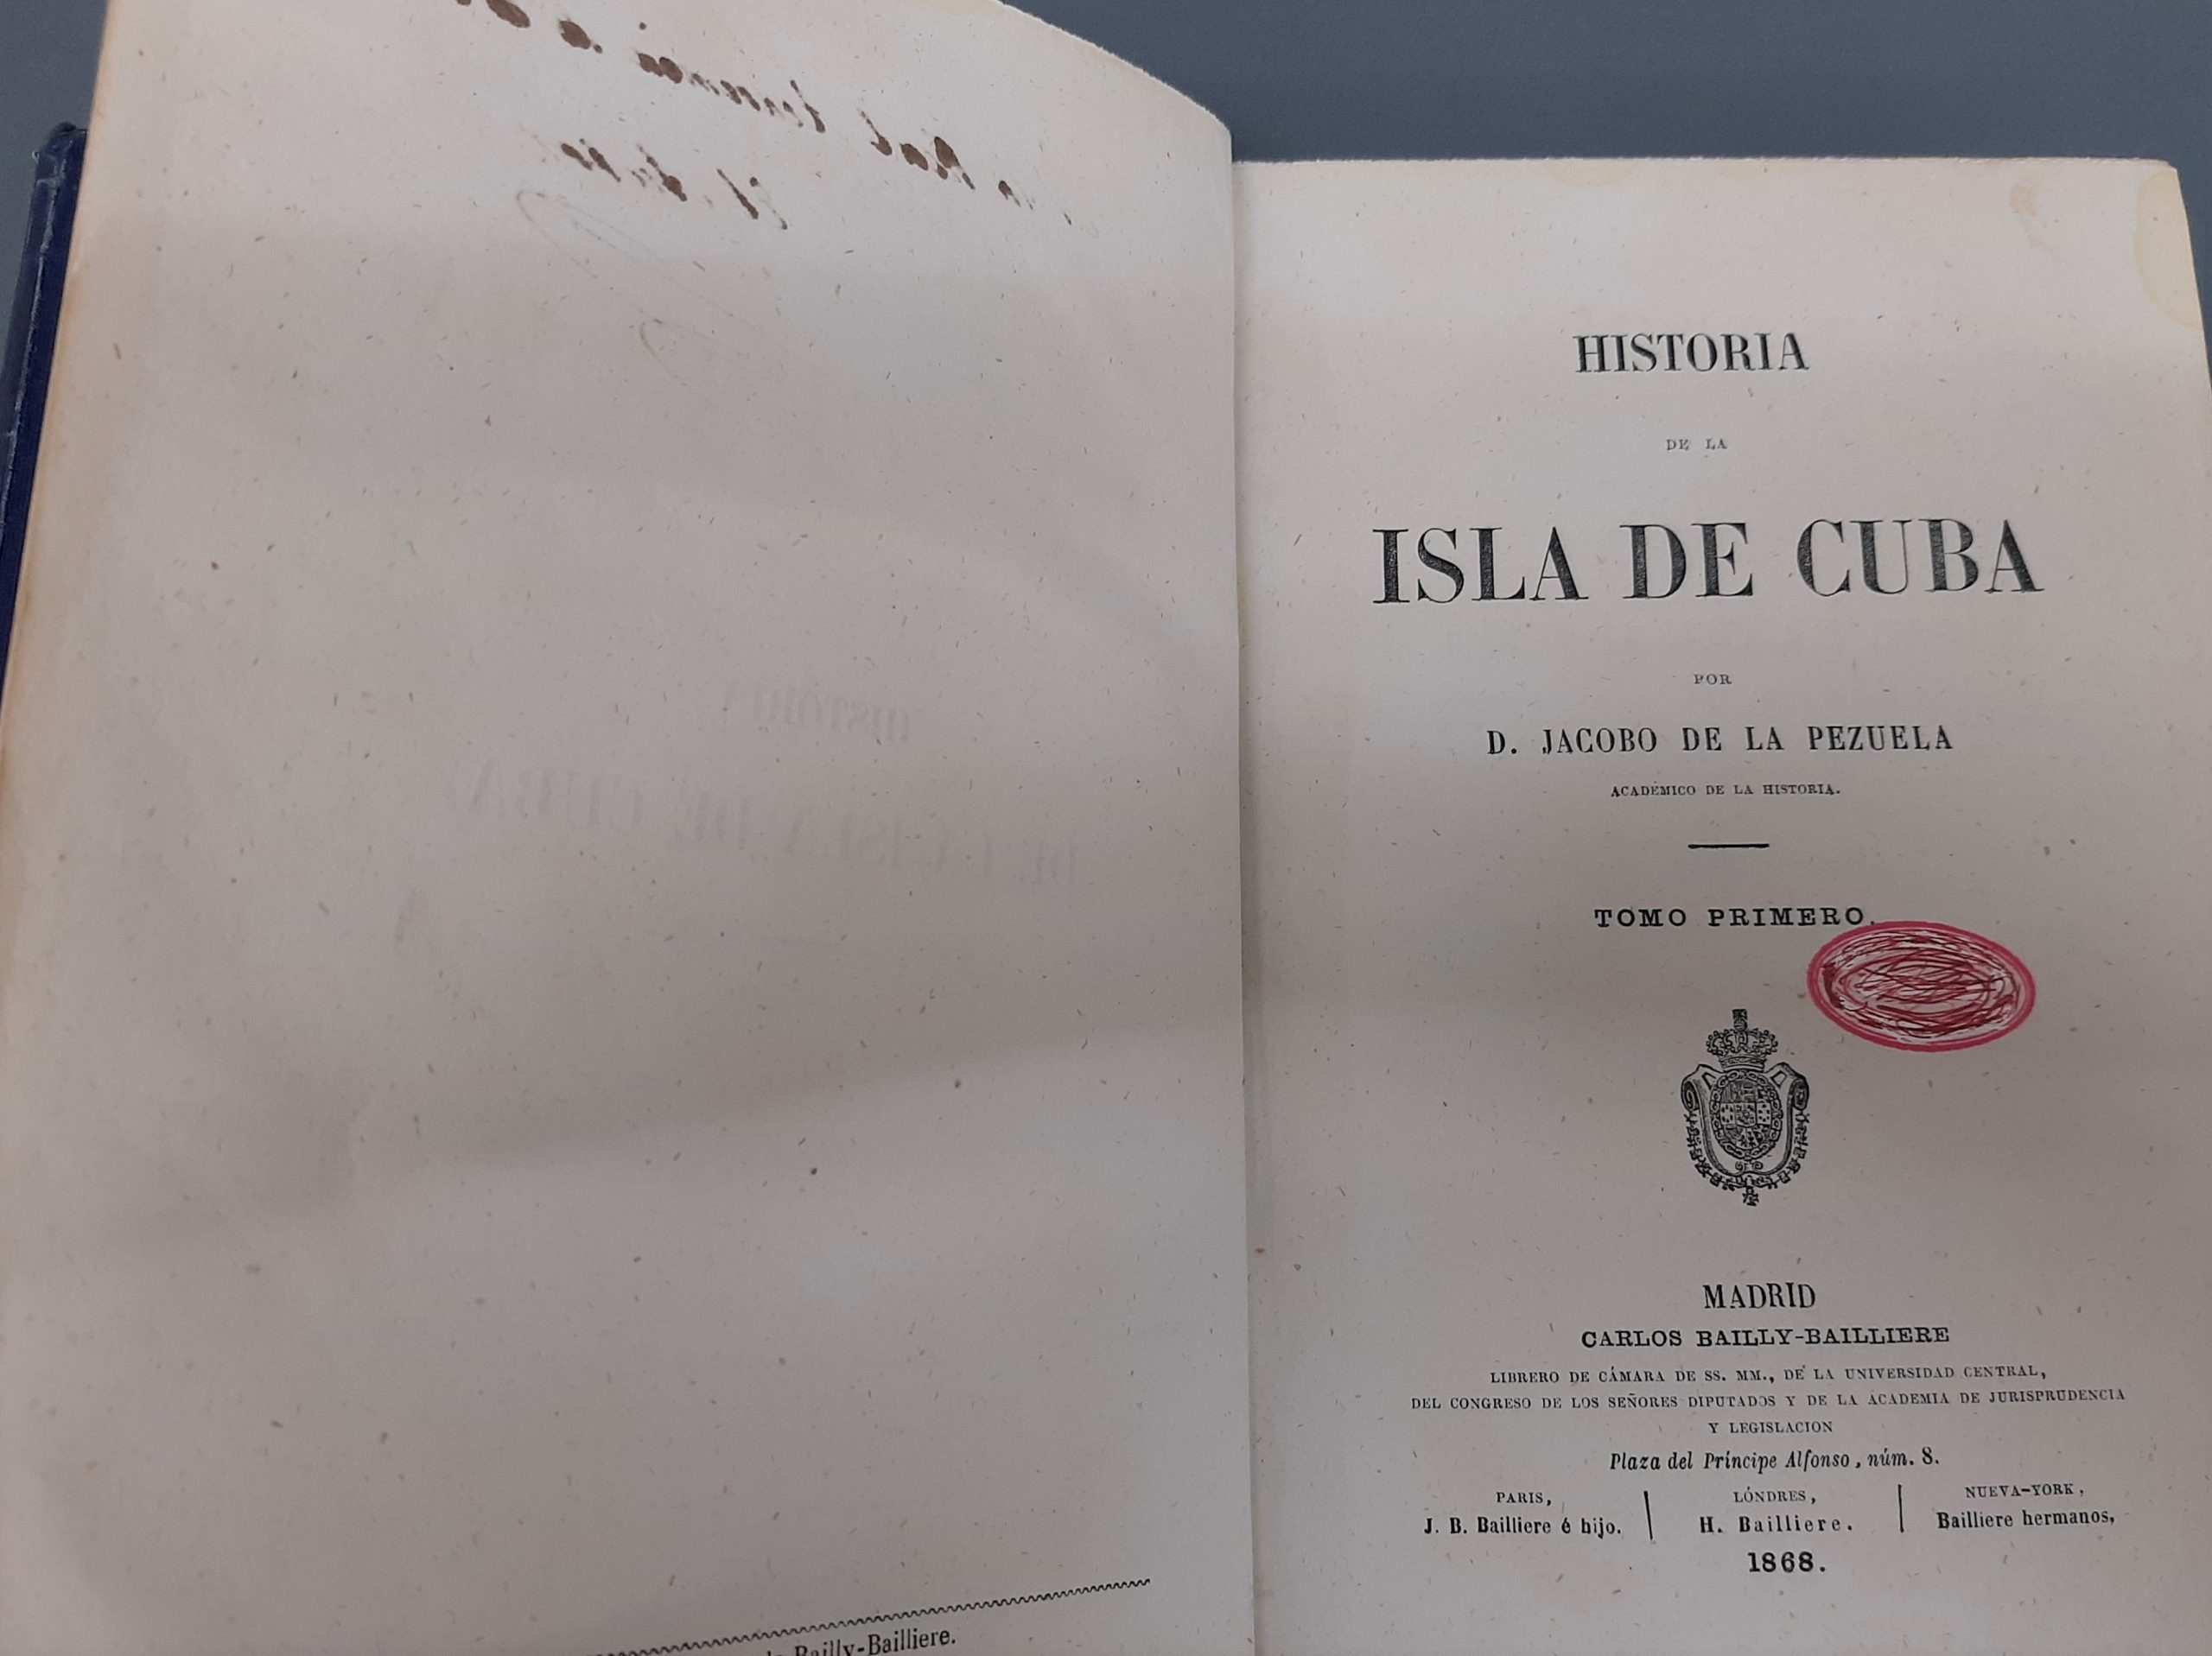 Bailly-Bailliere.
HISTORIA
DE LA
ISLA DE CUBA
POR
D. JACOBO DE LA PEZUELA
ACADÉMICO DE LA HISTORIA.
TOMO PRIMERO.
MADRID
CARLOS BAILLY-BAILLIERE
LIBRERO DE CÁMARA DE SS. MM., DE LA UNIVERSIDAD CENTRAL,
DEL CONGRESO DE LOS SEÑORES DIPUTADOS Y DE LA ACADEMIA DE JURISPRUDENCIA
Y LEGISLACION
Plaza del Príncipe Alfonso, núm. 8.
PARIS,
J. B. Bailliere é hijo.
LÓNDRES,
H. Bailliere.
NUEVA-YORK,
Bailliere hermanos,
1868.